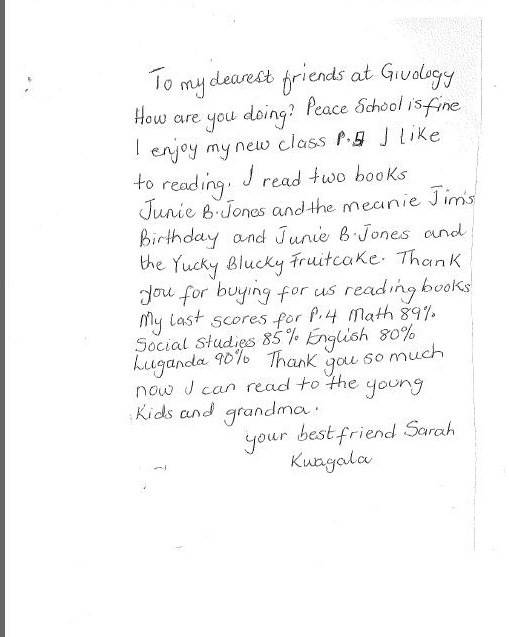 To my dearest friends at Givology
How are you doing? Peace School is fine
I enjoy my new class P.5 I like
to reading. I read two books
Junie B. Jones and the meanie Jim's
Birthday and Junie B. Jones and
the Yucky Blucky Fruitcake. Thank
you for buying for us reading books
My last scores for P.4 Math 89%
Social Studies 85% English 80%
Luganda 90% Thank you so much
now I can read to the young
Kids and grandma.
your best friend Sarah
Kwagala